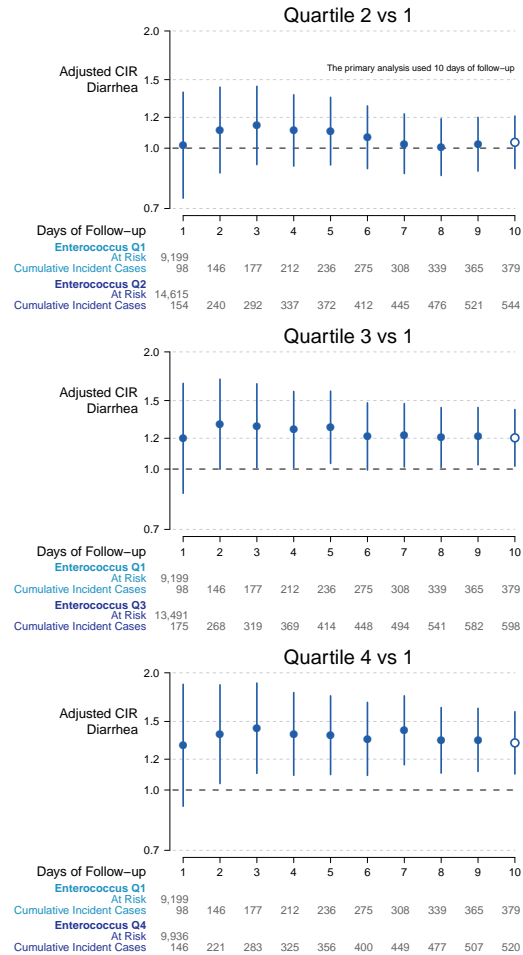 Quartile 2 vs 1
2.0
The primary analysis used 10 days of follow−up
Adjusted CIR
Diarrhea
1.5
1.2
1.0
0.7
Days of Follow−up 1 2 3 4 5 6 7 8 9 10
Enterococcus Q1
At Risk 9,199
Cumulative Incident Cases 98 146 177 212 236 275 308 339 365 379
Enterococcus Q2
At Risk 14,615
Cumulative Incident Cases 154 240 292 337 372 412 445 476 521 544
Quartile 3 vs 1
2.0
Adjusted CIR
Diarrhea
1.5
1.2
1.0
0.7
Days of Follow−up 1 2 3 4 5 6 7 8 9 10
Enterococcus Q1
At Risk 9,199
Cumulative Incident Cases 98 146 177 212 236 275 308 339 365 379
Enterococcus Q3
At Risk 13,491
Cumulative Incident Cases 175 268 319 369 414 448 494 541 582 598
Quartile 4 vs 1
2.0
Adjusted CIR
Diarrhea
1.5
1.2
1.0
0.7
Days of Follow−up 1 2 3 4 5 6 7 8 9 10
Enterococcus Q1
At Risk 9,199
Cumulative Incident Cases 98 146 177 212 236 275 308 339 365 379
Enterococcus Q4
At Risk 9,936
Cumulative Incident Cases 146 221 283 325 356 400 449 477 507 520